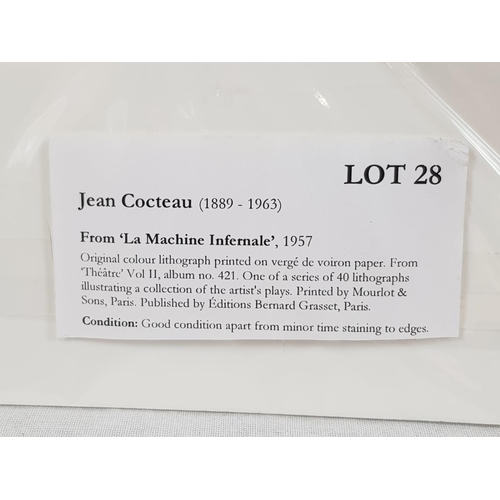 LOT 28
Jean Cocteau (1889 - 1963)
From ‘La Machine Infernale’, 1957
Original colour lithograph printed on vergé de voiron paper. From
'Théâtre' Vol II, album no. 421. One of a series of 40 lithographs
illustrating a collection of the artist's plays. Printed by Mourlot &
Sons, Paris. Published by Éditions Bernard Grasset, Paris.
Condition: Good condition apart from minor time staining to edges.